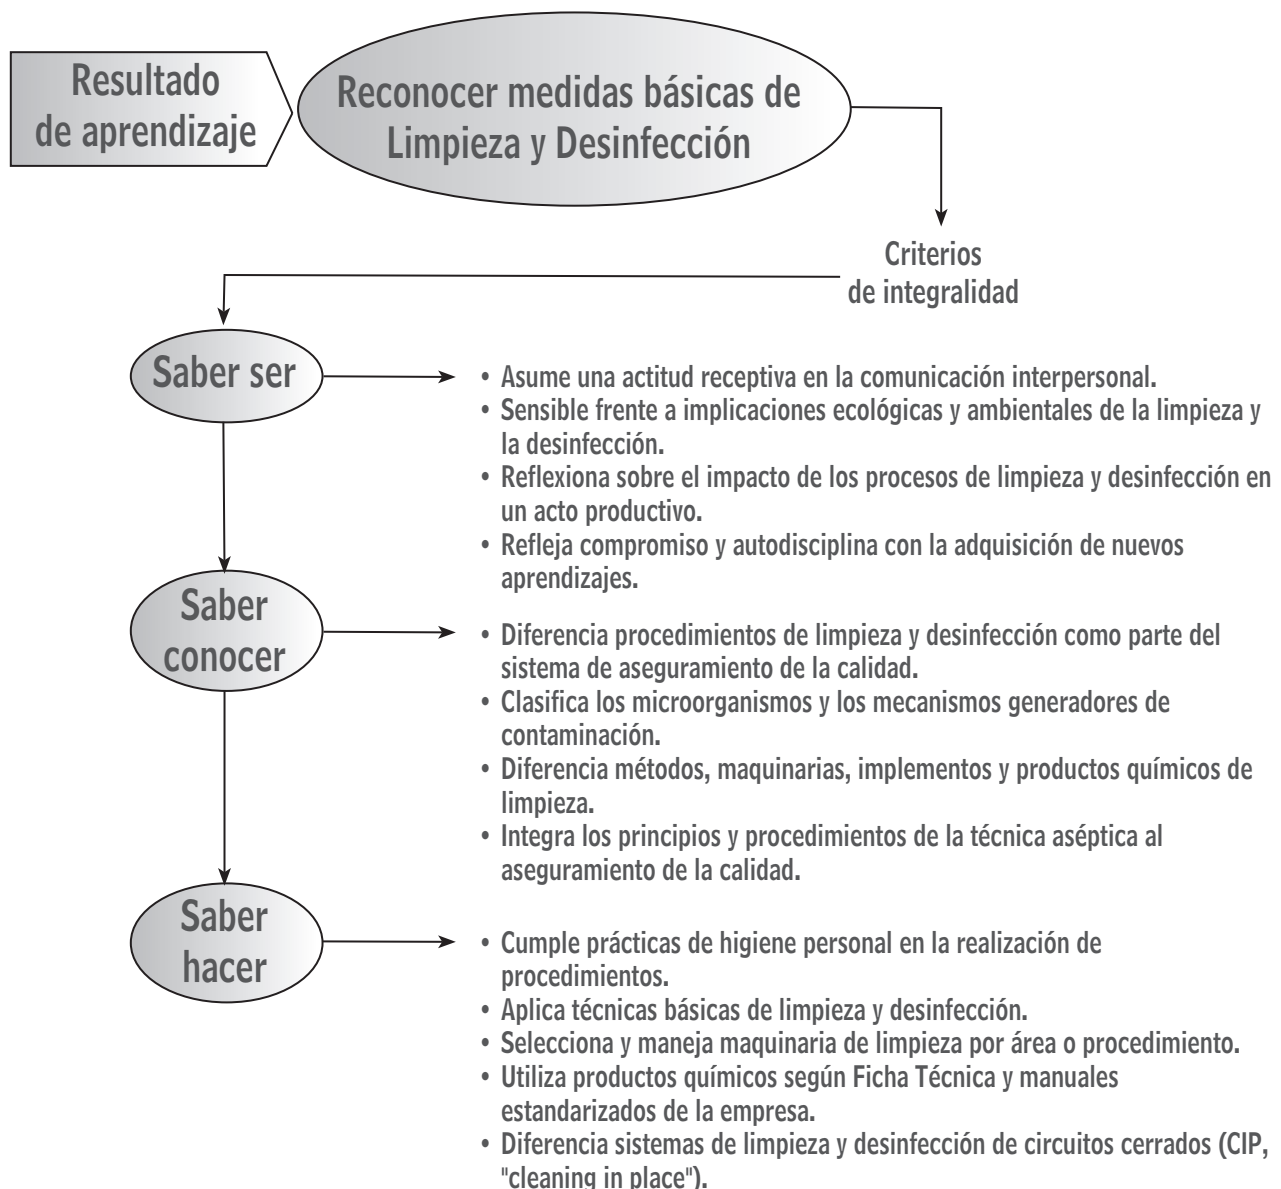 Resultado
de aprendizaje
Reconocer medidas básicas de
Limpieza y Desinfección
Criterios
de integralidad
Saber ser
• Asume una actitud receptiva en la comunicación interpersonal.
• Sensible frente a implicaciones ecológicas y ambientales de la limpieza y
la desinfección.
• Reflexiona sobre el impacto de los procesos de limpieza y desinfección en
un acto productivo.
• Refleja compromiso y autodisciplina con la adquisición de nuevos
aprendizajes.
Saber
conocer
• Diferencia procedimientos de limpieza y desinfección como parte del
sistema de aseguramiento de la calidad.
• Clasifica los microorganismos y los mecanismos generadores de
contaminación.
• Diferencia métodos, maquinarias, implementos y productos químicos de
limpieza.
• Integra los principios y procedimientos de la técnica aséptica al
aseguramiento de la calidad.
Saber
hacer
• Cumple prácticas de higiene personal en la realización de
procedimientos.
• Aplica técnicas básicas de limpieza y desinfección.
• Selecciona y maneja maquinaria de limpieza por área o procedimiento.
• Utiliza productos químicos según Ficha Técnica y manuales
estandarizados de la empresa.
• Diferencia sistemas de limpieza y desinfección de circuitos cerrados (CIP,
"cleaning in place").